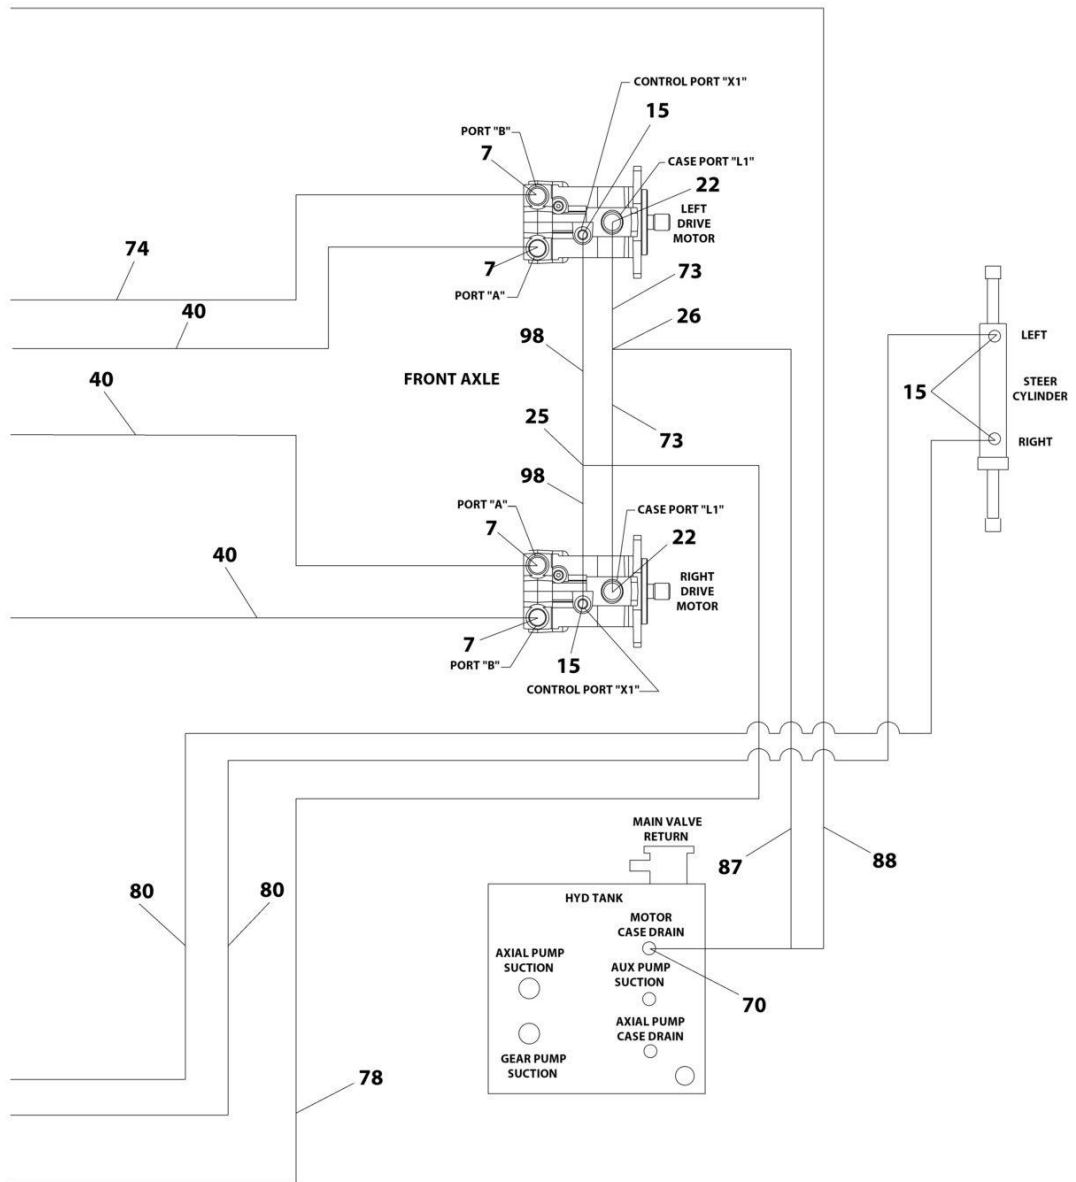 CONTROL PORT "X1"
15
PORT "B"
7
CASE PORT "L1"
22
LEFT
DRIVE
MOTOR
74
7
PORT "A"
73
40
26
98
LEFT
FRONT AXLE
40
15
STEER
CYLINDER
25
73
RIGHT
98
PORT "A"
7
CASE PORT "L1"
22
40
RIGHT
DRIVE
MOTOR
7
PORT "B"
15
CONTROL PORT "X1"
MAIN VALVE
RETURN
87
88
80
80
HYD TANK
MOTOR
CASE DRAIN
AXIAL PUMP
SUCTION
AUX PUMP
SUCTION
70
AXIAL PUMP
CASE DRAIN
GEAR PUMP
SUCTION
78